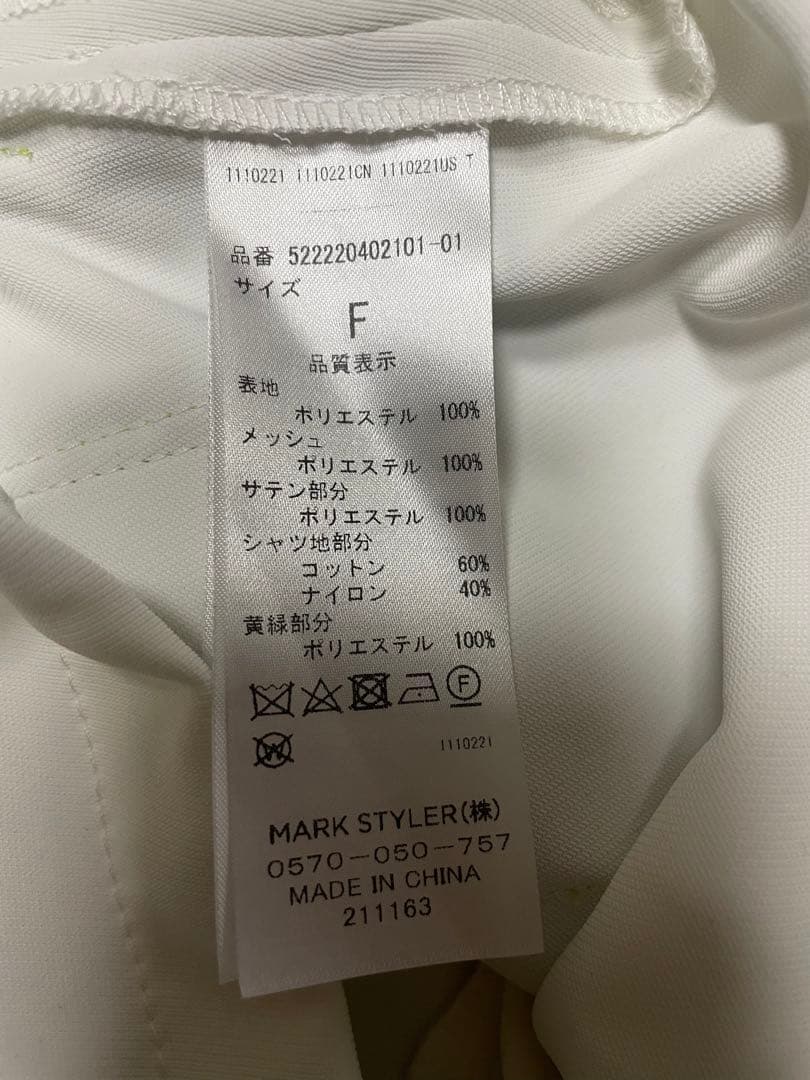 1110221 1110221CN 1110221US T
品番 522220402101-01
サイズ
F
品質表示
表地
ポリエステル 100%
メッシュ
ポリエステル 100%
サテン部分
ポリエステル 100%
シャツ地部分
コットン 60%
ナイロン 40%
黄緑部分
ポリエステル 100%
F
W
1110221
MARK STYLER(株)
0570-050-757
MADE IN CHINA
211163